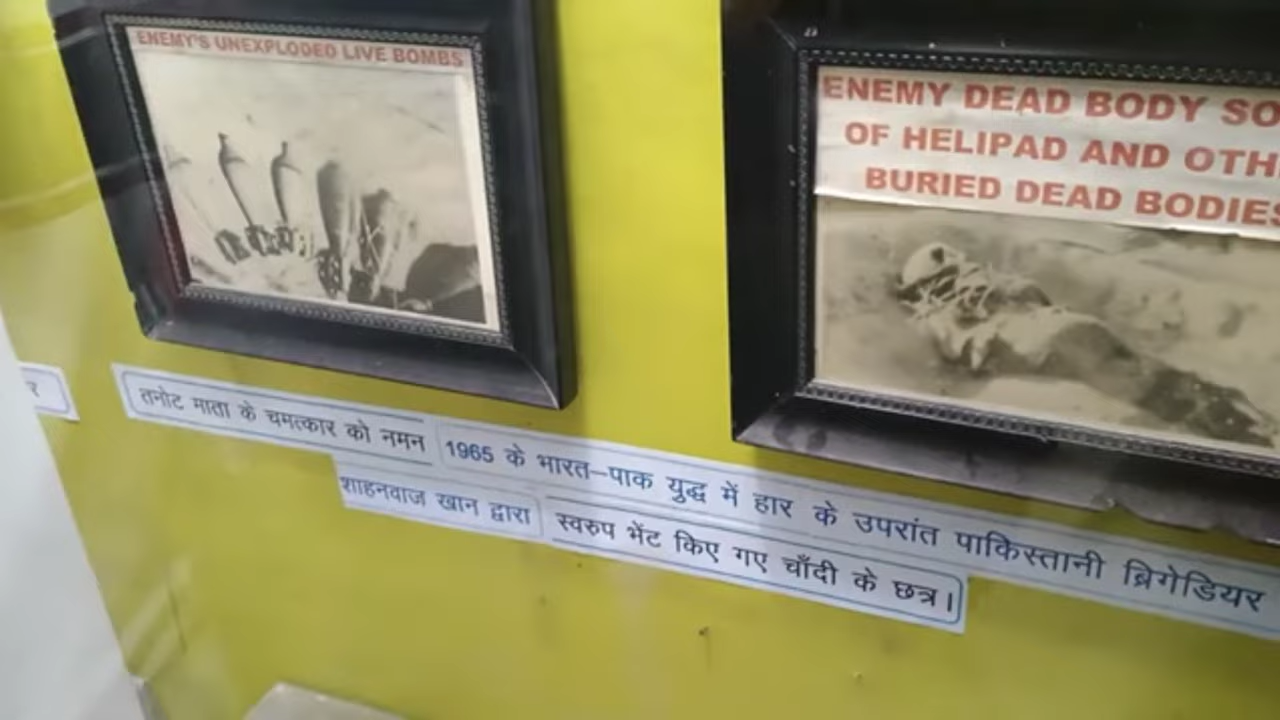 ENEMY'S UNEXPLODED LIVE BOMBS
ENEMY DEAD BODY SO
OF HELIPAD AND OTH
BURIED DEAD BODIES
र
तनोट माता के चमत्कार को नमन 1965 के भारत–पाक युद्ध में हार के उपरांत पाकिस्तानी ब्रिगेडियर
शाहनवाज खान द्वारा स्वरुप भेंट किए गए चाँदी के छत्र।